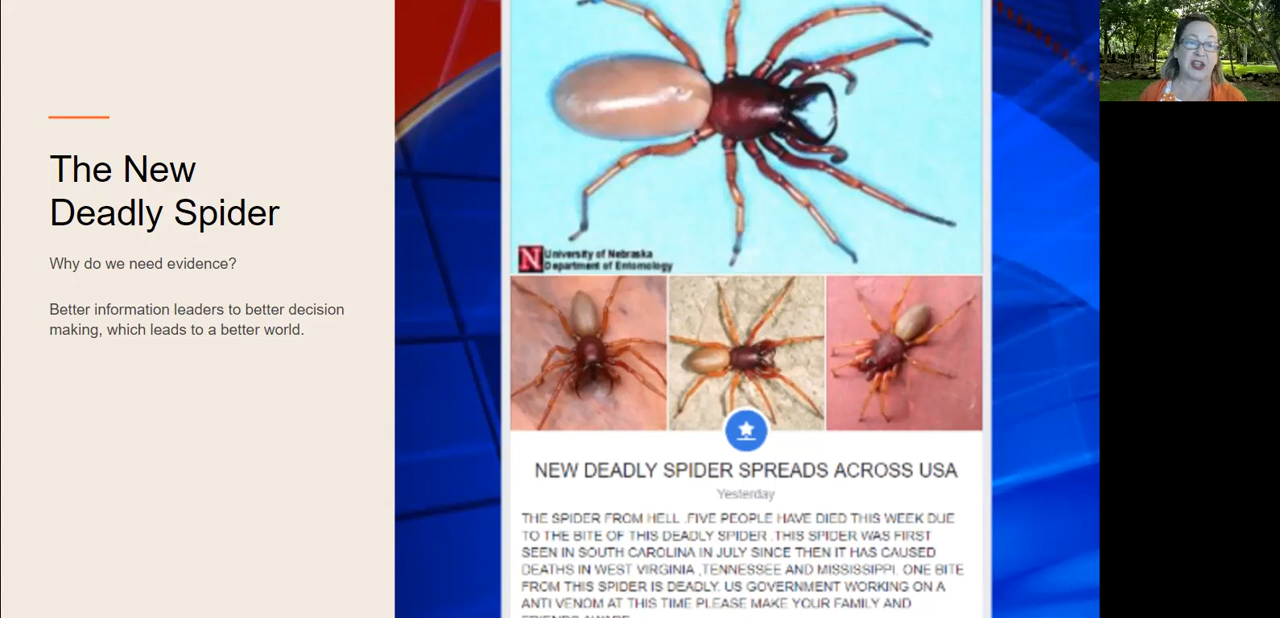 The New
Deadly Spider
Why do we need evidence?
Better information leaders to better decision
making, which leads to a better world.
N University of Nebraska
Department of Entomology
NEW DEADLY SPIDER SPREADS ACROSS USA
Yesterday
THE SPIDER FROM HELL .FIVE PEOPLE HAVE DIED THIS WEEK DUE
TO THE BITE OF THIS DEADLY SPIDER .THIS SPIDER WAS FIRST
SEEN IN SOUTH CAROLINA IN JULY SINCE THEN IT HAS CAUSED
DEATHS IN WEST VIRGINIA ,TENNESSEE AND MISSISSIPPI. ONE BITE
FROM THIS SPIDER IS DEADLY. US GOVERNMENT WORKING ON A
ANTI VENOM AT THIS TIME PLEASE MAKE YOUR FAMILY AND